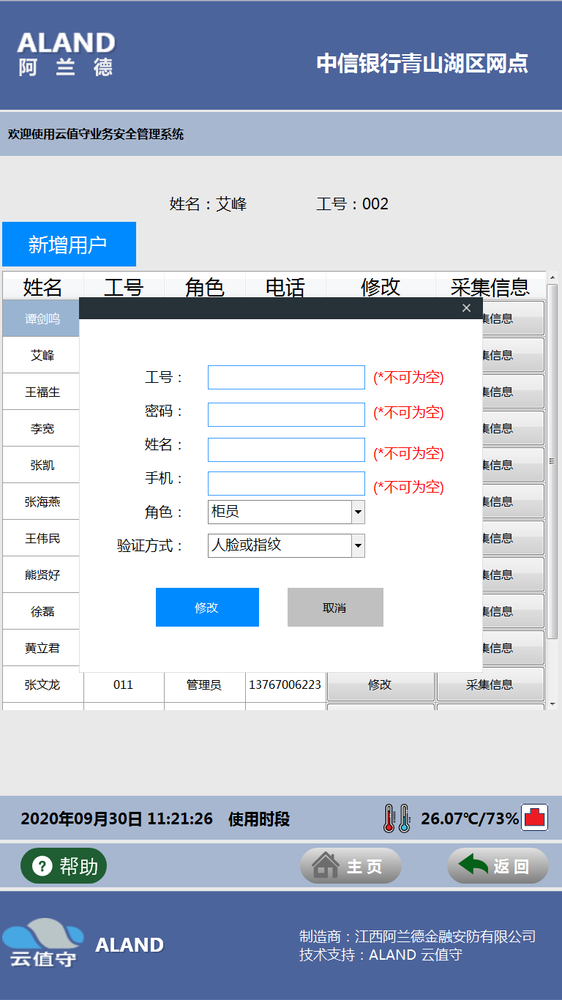 ALAND
阿兰德
中信银行青山湖区网点
欢迎使用云值守业务安全管理系统
姓名：艾峰 工号：002
新增用户
姓名 工号 角色 电话 修改 采集信息
谭剑鸣 集信息
艾峰 集信息
王福生 集信息
李宽 集信息
张凯 集信息
张海燕 集信息
王伟民 集信息
熊贤好 集信息
徐磊 集信息
黄立君 集信息
张文龙 011 管理员 13767006223 修改 采集信息
工号： (*不可为空)
密码： (*不可为空)
姓名： (*不可为空)
手机： (*不可为空)
角色： 柜员
验证方式： 人脸或指纹
修改 取消
2020年09月30日 11:21:26 使用时段 26.07℃/73%
? 帮助 主页 返回
云值守 ALAND
制造商：江西阿兰德金融安防有限公司
技术支持：ALAND 云值守